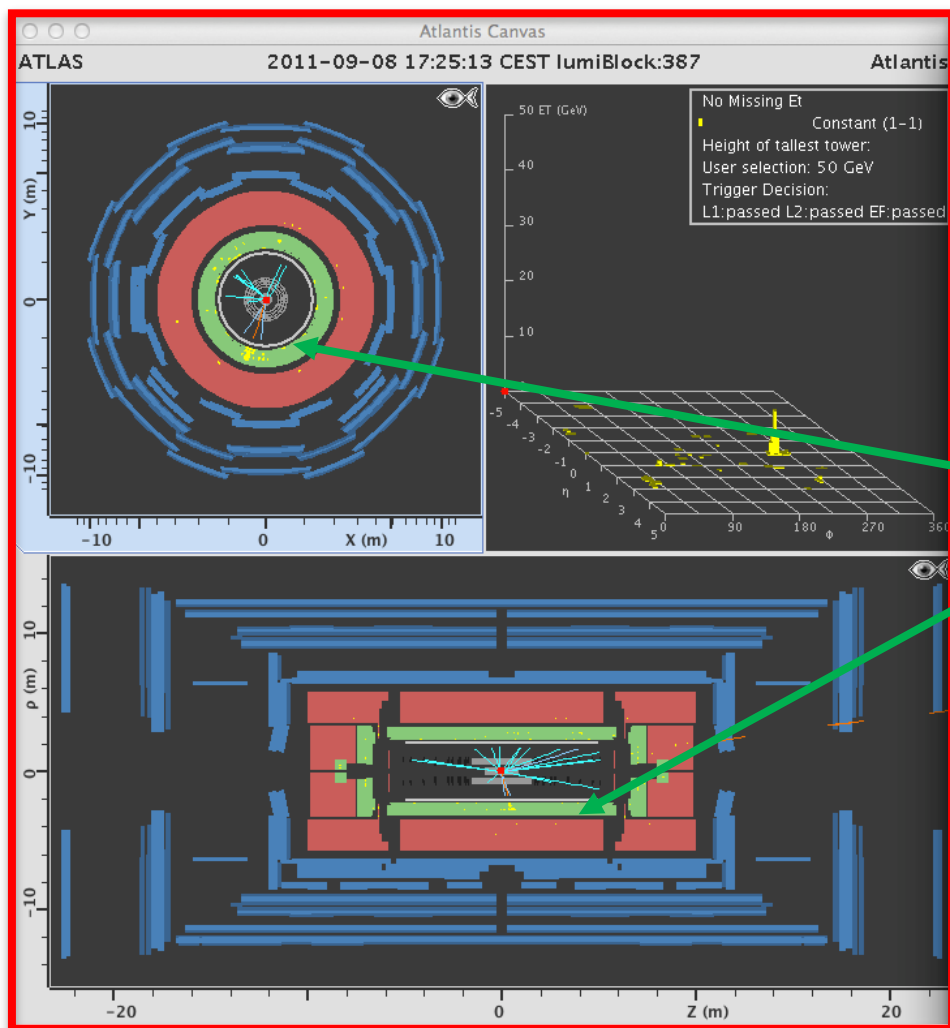 Atlantis Canvas
ATLAS 2011-09-08 17:25:13 CEST lumiBlock:387 Atlantis
10
0
-10
Y (m)
-10 0 X (m) 10
50 ET (GeV)
40
30
20
10
No Missing Et
Constant (1-1)
Height of tallest tower:
User selection: 50 GeV
Trigger Decision:
L1:passed L2:passed EF:passed
-5
-4
-3
-2
-1
0
η
1
2
3
4
5
0 90 180 Φ 270 360
10
ρ (m)
0
-10
-20 0 Z (m) 20